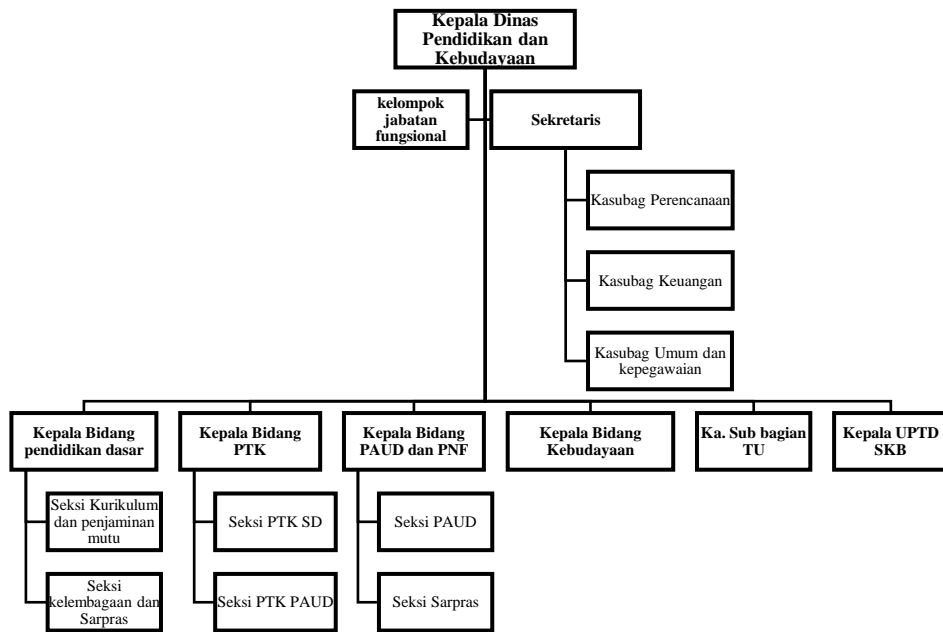 Kepala Dinas
Pendidikan dan
Kebudayaan
kelompok
jabatan
fungsional
Sekretaris
Kasubag Perencanaan
Kasubag Keuangan
Kasubag Umum dan
kepegawaian
Kepala Bidang
pendidikan dasar
Kepala Bidang
PTK
Kepala Bidang
PAUD dan PNF
Kepala Bidang
Kebudayaan
Ka. Sub bagian
TU
Kepala UPTD
SKB
Seksi Kurikulum
dan penjaminan
mutu
Seksi PTK SD
Seksi PAUD
Seksi
kelembagaan dan
Sarpras
Seksi PTK PAUD
Seksi Sarpras